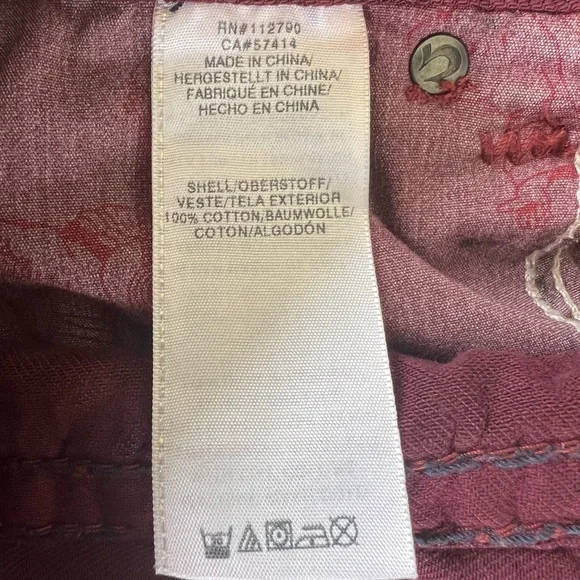 RN#112790
CA#57414
MADE IN CHINA/
HERGESTELLT IN CHINA/
FABRIQUÉ EN CHINE/
HECHO EN CHINA
SHELL/OBERSTOFF/
VESTE/TELA EXTERIOR
100% COTTON,BAUMWOLLE/
COTON/ALGODÓN